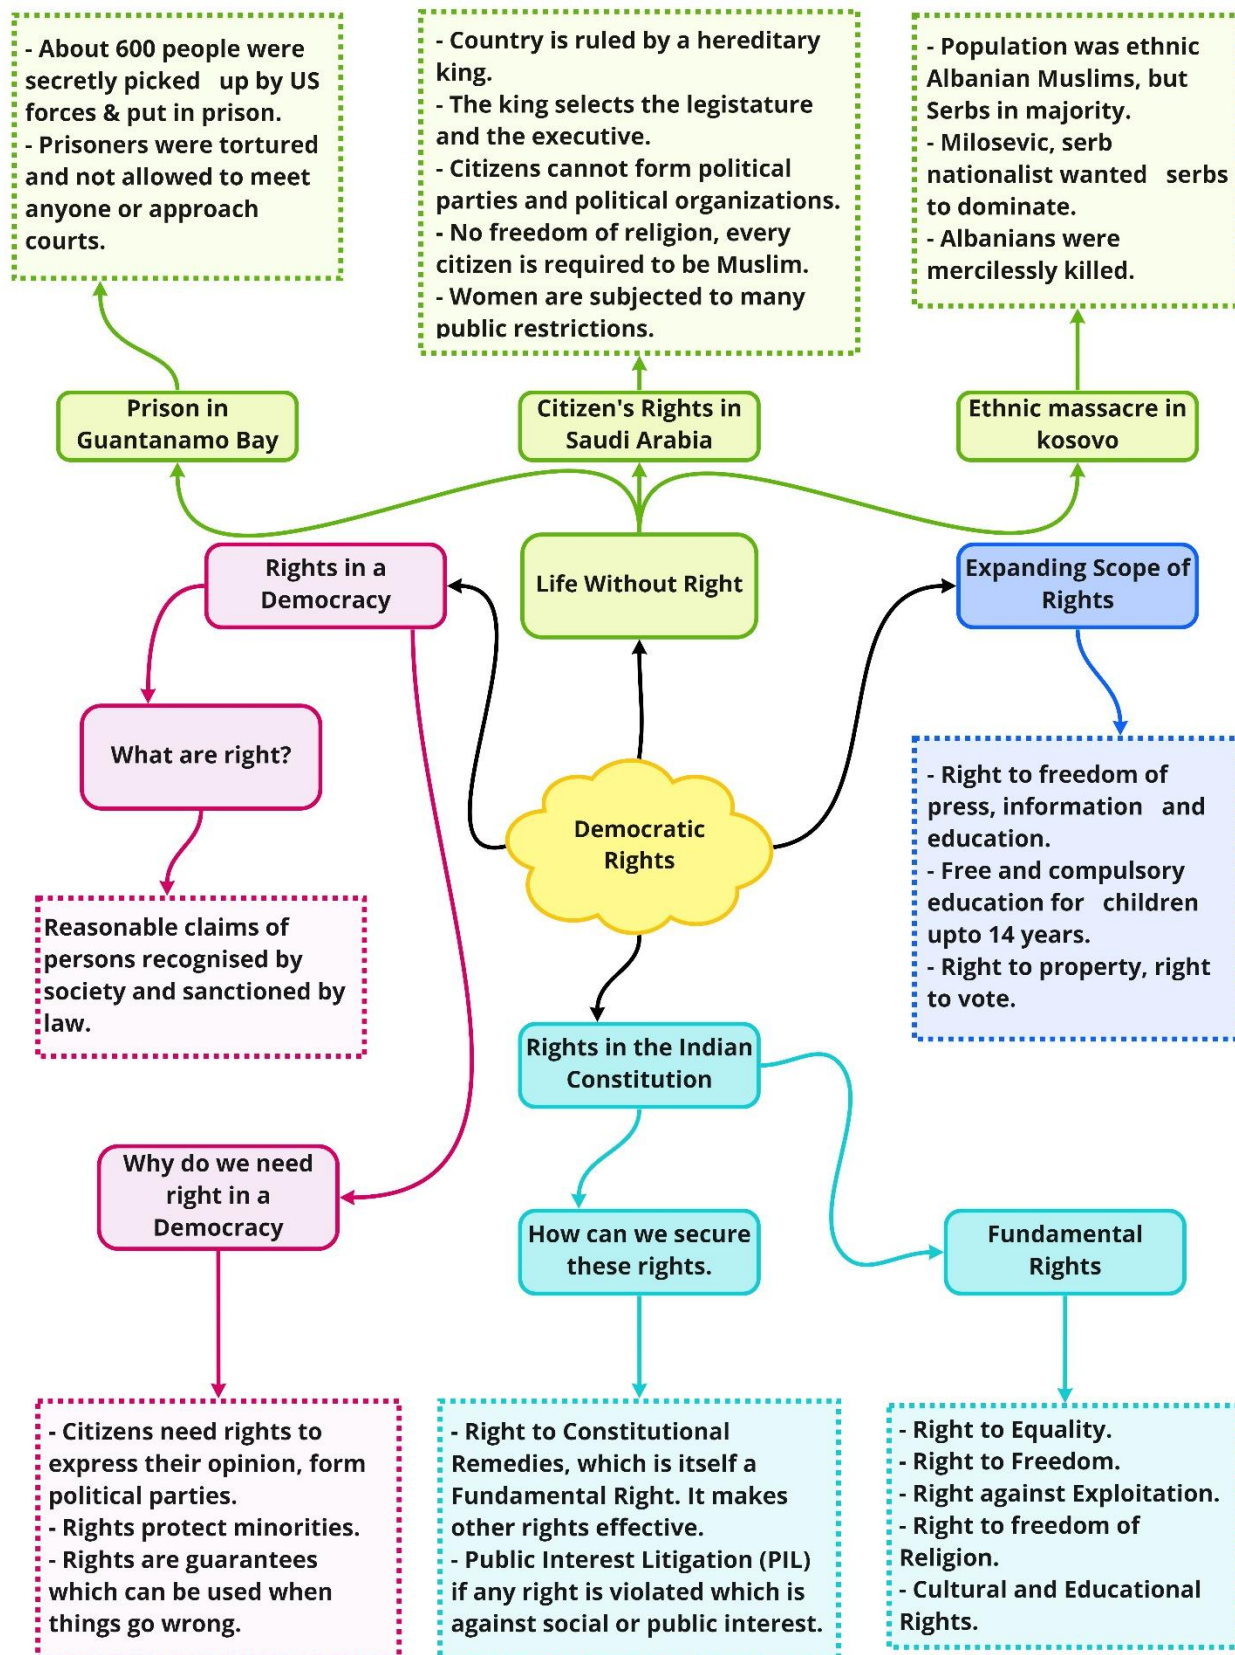 - About 600 people were
secretly picked up by US
forces & put in prison.
- Prisoners were tortured
and not allowed to meet
anyone or approach
courts.
- Country is ruled by a hereditary
king.
- The king selects the legistature
and the executive.
- Citizens cannot form political
parties and political organizations.
- No freedom of religion, every
citizen is required to be Muslim.
- Women are subjected to many
public restrictions.
- Population was ethnic
Albanian Muslims, but
Serbs in majority.
- Milosevic, serb
nationalist wanted serbs
to dominate.
- Albanians were
mercilessly killed.
Prison in
Guantanamo Bay
Citizen's Rights in
Saudi Arabia
Ethnic massacre in
kosovo
Rights in a
Democracy
Life Without Right
Expanding Scope of
Rights
What are right?
Democratic
Rights
- Right to freedom of
press, information and
education.
- Free and compulsory
education for children
upto 14 years.
- Right to property, right
to vote.
Reasonable claims of
persons recognised by
society and sanctioned by
law.
Rights in the Indian
Constitution
Why do we need
right in a
Democracy
How can we secure
these rights.
Fundamental
Rights
- Citizens need rights to
express their opinion, form
political parties.
- Rights protect minorities.
- Rights are guarantees
which can be used when
things go wrong.
- Right to Constitutional
Remedies, which is itself a
Fundamental Right. It makes
other rights effective.
- Public Interest Litigation (PIL)
if any right is violated which is
against social or public interest.
- Right to Equality.
- Right to Freedom.
- Right against Exploitation.
- Right to freedom of
Religion.
- Cultural and Educational
Rights.